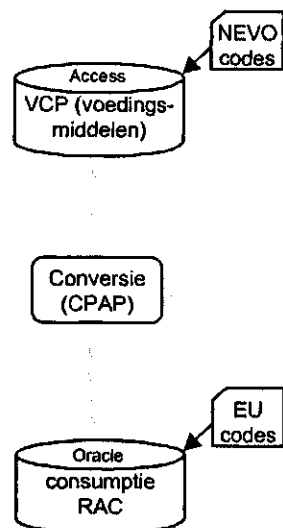 NEVO
codes
Access
VCP (voedings-
middelen)
Conversie
(CPAP)
EU
codes
Oracle
consumptie
RAC